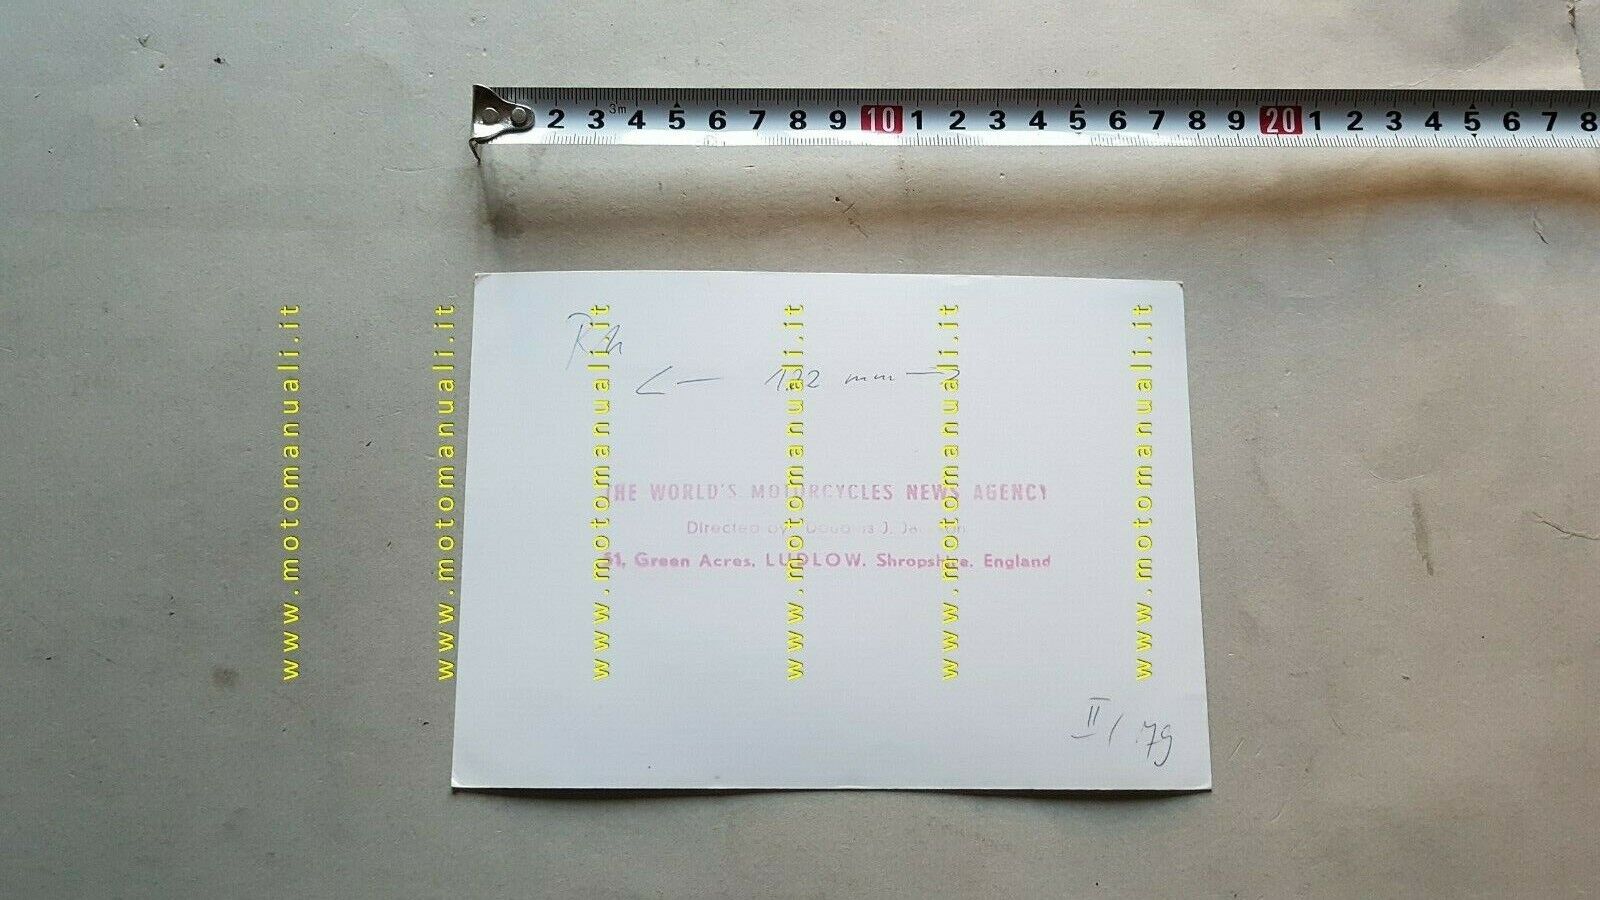 2 3 3m 4 5 6 7 8 9 10 1 2 3 4 5 6 7 8 9 20 1 2 3 4 5 6 7 8
← 122 mm →
THE WORLD'S MOTORCYCLES NEWS AGENCY
Directed by Douglas J.
51, Green Acres, LUDLOW, Shropshire, England
II/.79
www.motomanuali.it
www.motomanuali.it
www.motomanuali.it
www.motomanuali.it
www.motomanuali.it
www.motomanuali.it